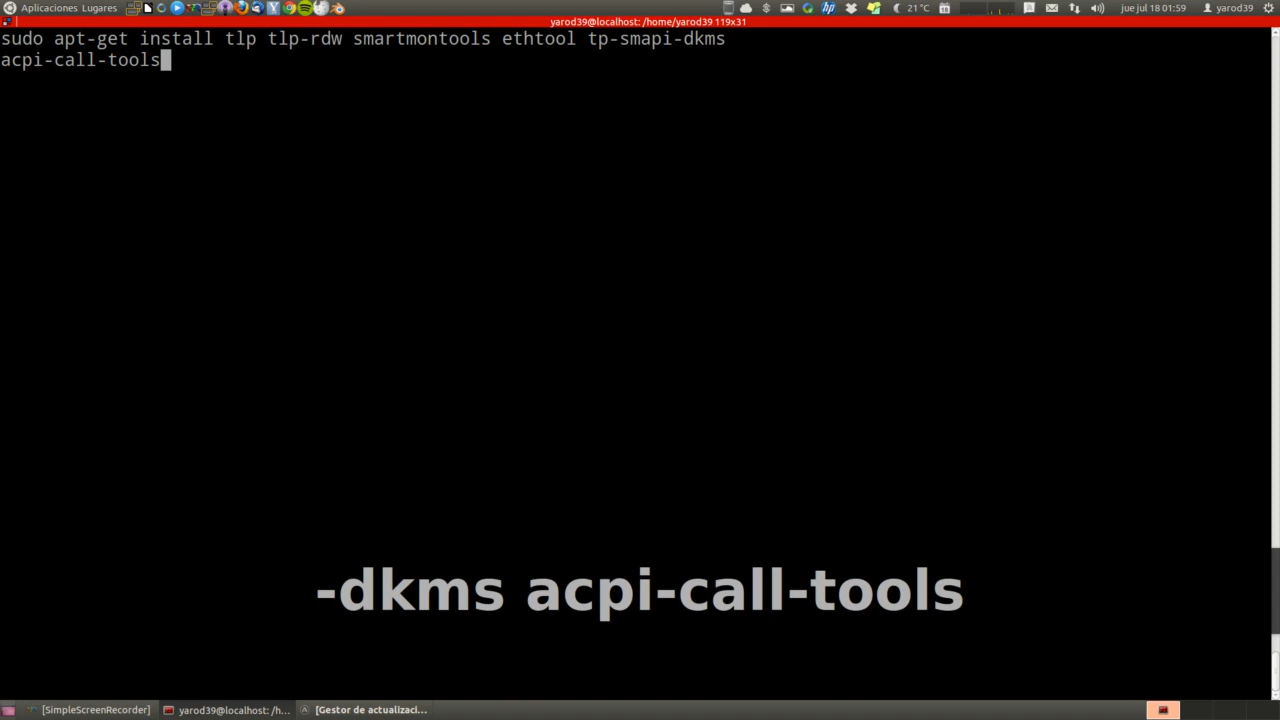 Aplicaciones Lugares
21 °C
jue jul 18 01:59
yarod39
yarod39@localhost: /home/yarod39 119x31
sudo apt-get install tlp tlp-rdw smartmontools ethtool tp-smapi-dkms
acpi-call-tools
-dkms acpi-call-tools
[SimpleScreenRecorder]
yarod39@localhost: /h...
[Gestor de actualizaci...